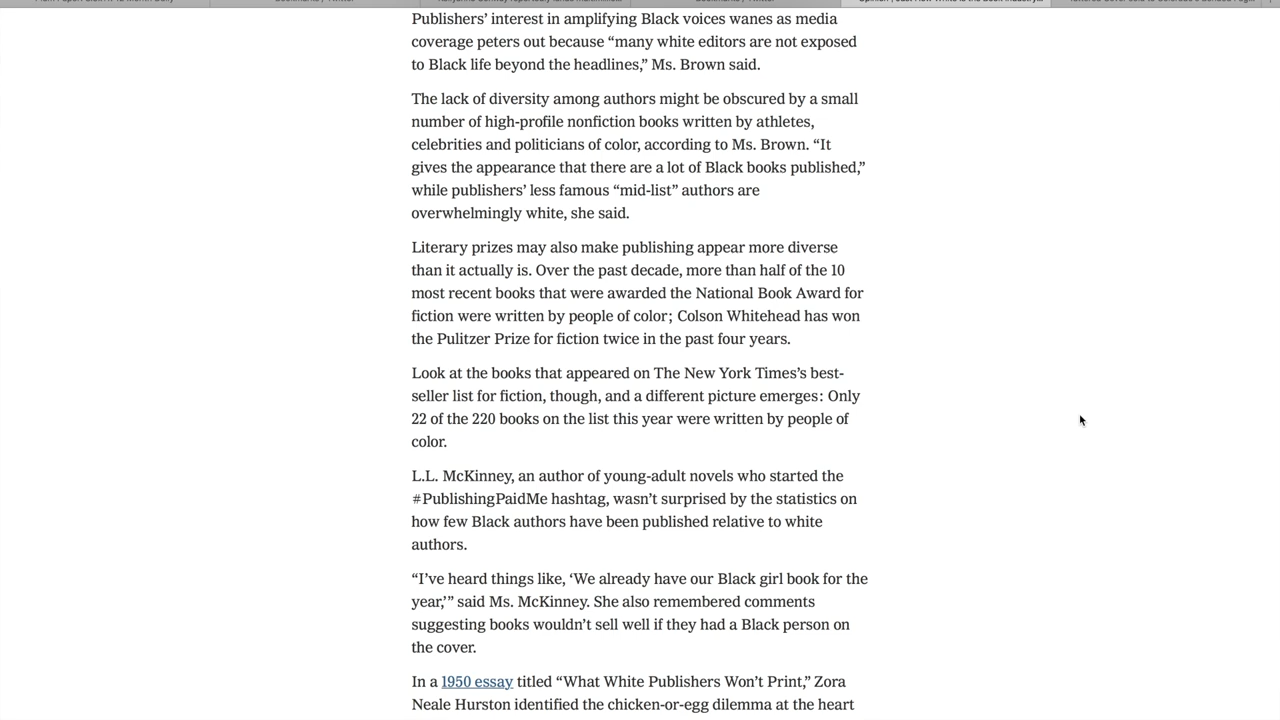 Publishers’ interest in amplifying Black voices wanes as media
coverage peters out because “many white editors are not exposed
to Black life beyond the headlines,” Ms. Brown said.
The lack of diversity among authors might be obscured by a small
number of high-profile nonfiction books written by athletes,
celebrities and politicians of color, according to Ms. Brown. “It
gives the appearance that there are a lot of Black books published,”
while publishers’ less famous “mid-list” authors are
overwhelmingly white, she said.
Literary prizes may also make publishing appear more diverse
than it actually is. Over the past decade, more than half of the 10
most recent books that were awarded the National Book Award for
fiction were written by people of color; Colson Whitehead has won
the Pulitzer Prize for fiction twice in the past four years.
Look at the books that appeared on The New York Times’s best-
seller list for fiction, though, and a different picture emerges: Only
22 of the 220 books on the list this year were written by people of
color.
L.L. McKinney, an author of young-adult novels who started the
#PublishingPaidMe hashtag, wasn’t surprised by the statistics on
how few Black authors have been published relative to white
authors.
“I’ve heard things like, ‘We already have our Black girl book for the
year,’” said Ms. McKinney. She also remembered comments
suggesting books wouldn’t sell well if they had a Black person on
the cover.
In a 1950 essay titled “What White Publishers Won’t Print,” Zora
Neale Hurston identified the chicken-or-egg dilemma at the heart